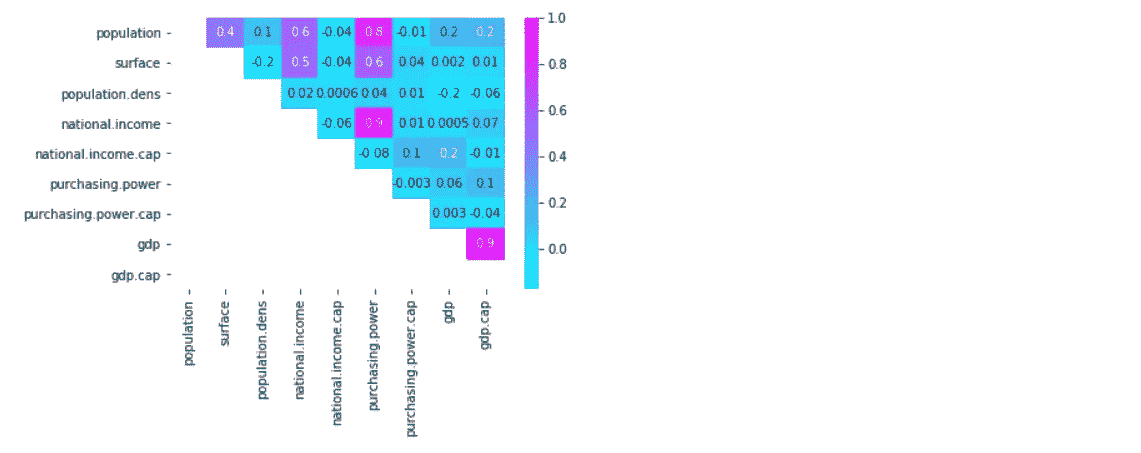 population - 0.4 0.1 0.6 -0.04 0.8 -0.01 0.2 0.2 - 1.0
surface - -0.2 0.5 -0.04 0.6 0.04 0.002 0.01 - 0.8
population.dens - 0.02 0.0006 0.04 0.01 -0.2 -0.06 - 0.6
national.income - -0.06 0.9 0.01 0.0005 0.07
national.income.cap - -0.08 0.1 0.2 -0.01 - 0.4
purchasing.power - -0.003 0.06 0.1
purchasing.power.cap - 0.003 -0.04 - 0.2
gdp - 0.9 - 0.0
gdp.cap -
population -
surface -
population.dens -
national.income -
national.income.cap -
purchasing.power -
purchasing.power.cap -
gdp -
gdp.cap -